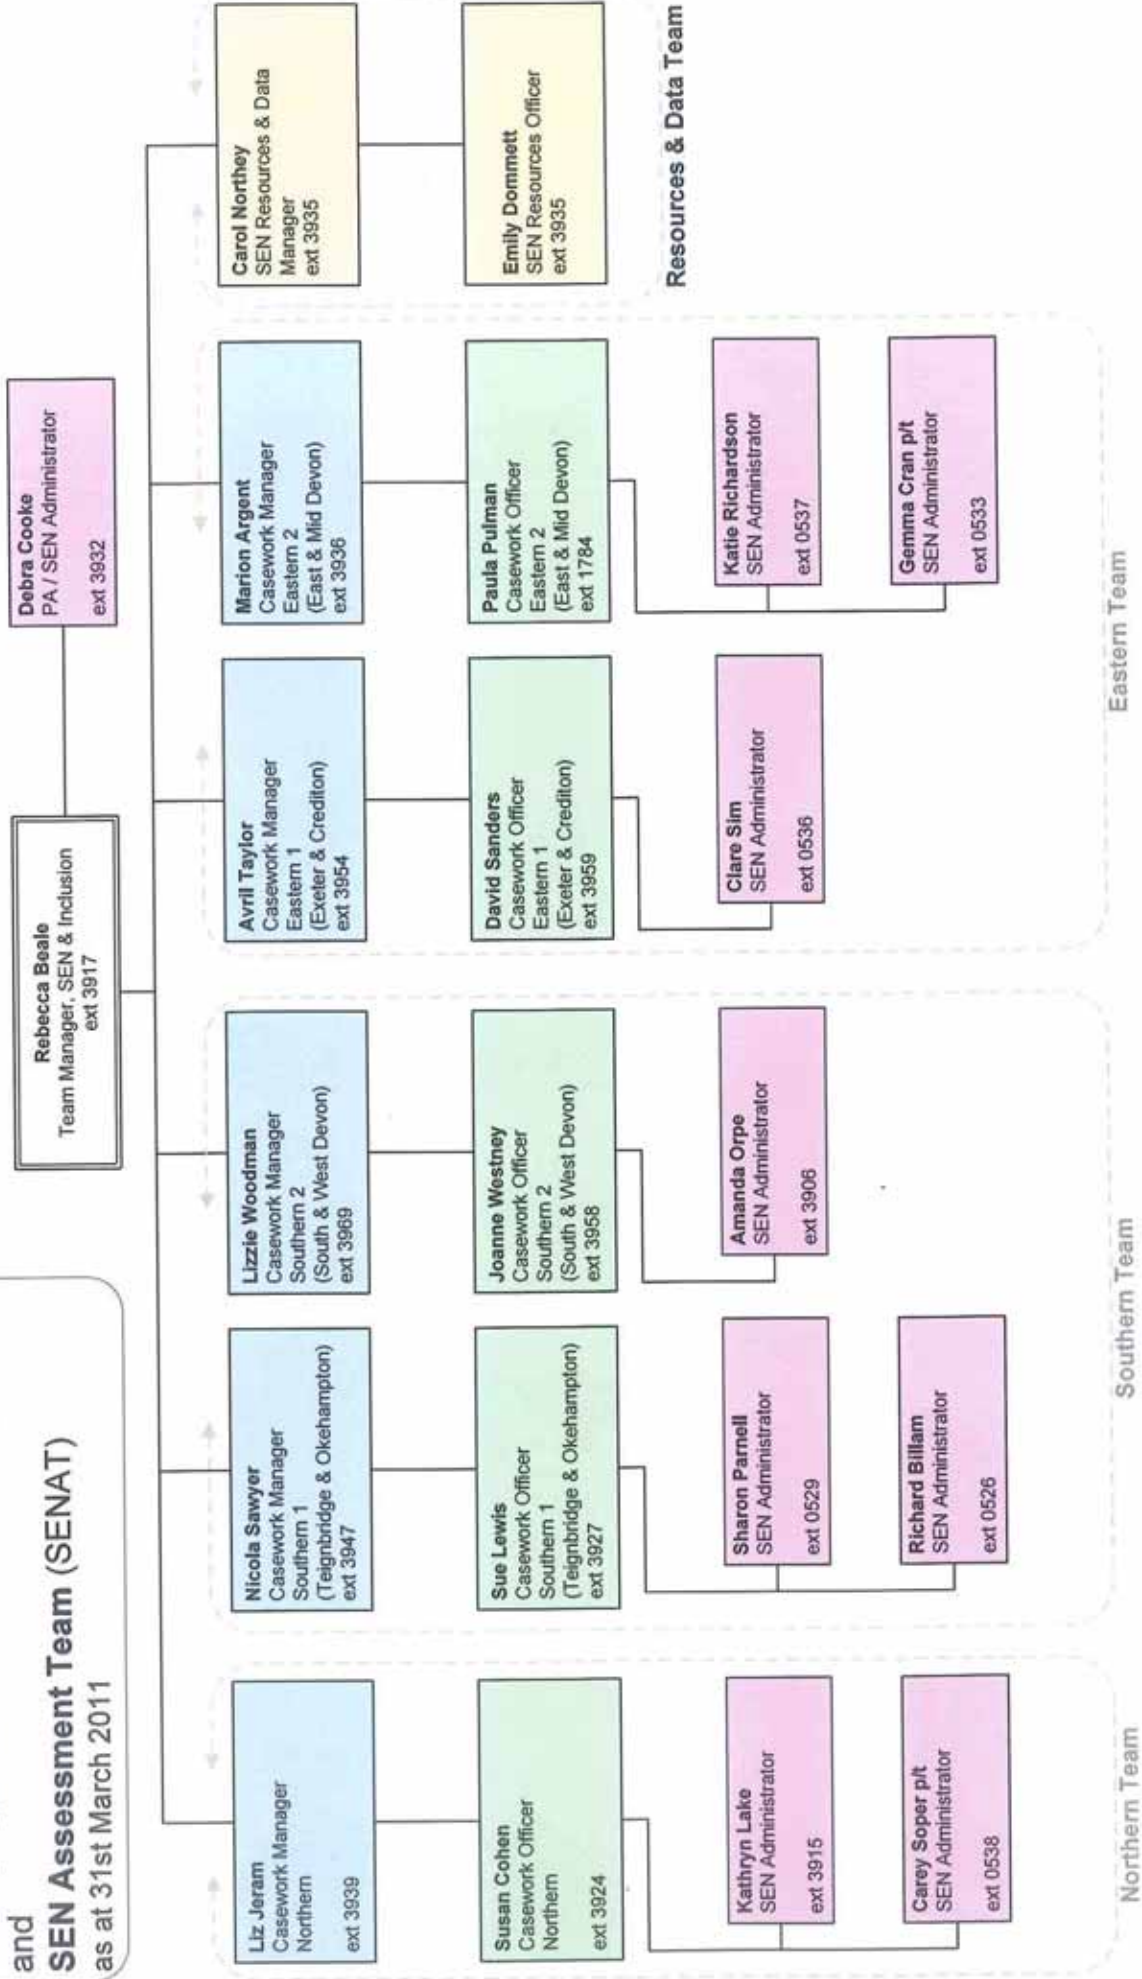 and
SEN Assessment Team (SENAT)
as at 31st March 2011
Rebecca Beale
Team Manager, SEN & Inclusion
ext 3917
Debra Cooke
PA / SEN Administrator
ext 3932
Liz Jeram
Casework Manager
Northern
ext 3939
Nicola Sawyer
Casework Manager
Southern 1
(Teignbridge & Okehampton)
ext 3947
Lizzie Woodman
Casework Manager
Southern 2
(South & West Devon)
ext 3969
Avril Taylor
Casework Manager
Eastern 1
(Exeter & Crediton)
ext 3954
Marion Argent
Casework Manager
Eastern 2
(East & Mid Devon)
ext 3936
Carol Northey
SEN Resources & Data
Manager
ext 3935
Susan Cohen
Casework Officer
Northern
ext 3924
Sue Lewis
Casework Officer
Southern 1
(Teignbridge & Okehampton)
ext 3927
Joanne Westney
Casework Officer
Southern 2
(South & West Devon)
ext 3958
David Sanders
Casework Officer
Eastern 1
(Exeter & Crediton)
ext 3959
Paula Pulman
Casework Officer
Eastern 2
(East & Mid Devon)
ext 1784
Emily Dommett
SEN Resources Officer
ext 3935
Resources & Data Team
Kathryn Lake
SEN Administrator
ext 3915
Sharon Parnell
SEN Administrator
ext 0529
Amanda Orpe
SEN Administrator
ext 3906
Clare Sim
SEN Administrator
ext 0536
Katie Richardson
SEN Administrator
ext 0537
Carey Soper p/t
SEN Administrator
ext 0538
Richard Billam
SEN Administrator
ext 0526
Gemma Cran p/t
SEN Administrator
ext 0533
Northern Team
Southern Team
Eastern Team